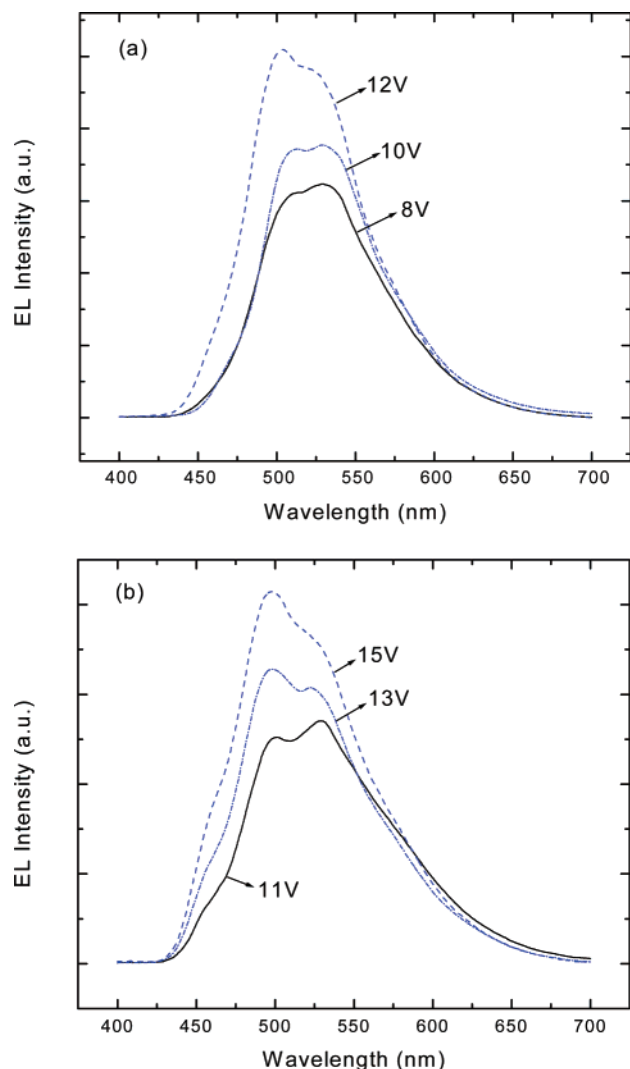 (a)
12V
10V
8V
EL Intensity (a.u.)
400 450 500 550 600 650 700
Wavelength (nm)
(b)
15V
13V
11V
EL Intensity (a.u.)
400 450 500 550 600 650 700
Wavelength (nm)